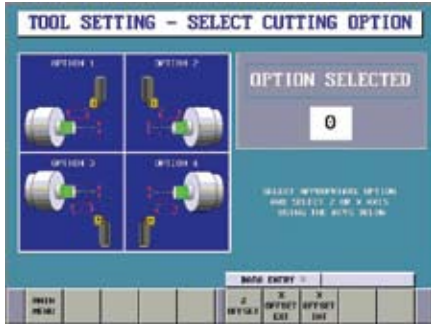 TOOL SETTING - SELECT CUTTING OPTION
OPTION 1
OPTION 2
OPTION 3
OPTION 4
OPTION SELECTED
0
SELECT APPROPRIATE OPTION
AND SELECT Z OR X AXIS
USING THE KEYS BELOW
DATA ENTRY =
MAIN
MENU
Z
OFFSET
X
OFFSET
EXT
X
OFFSET
INT